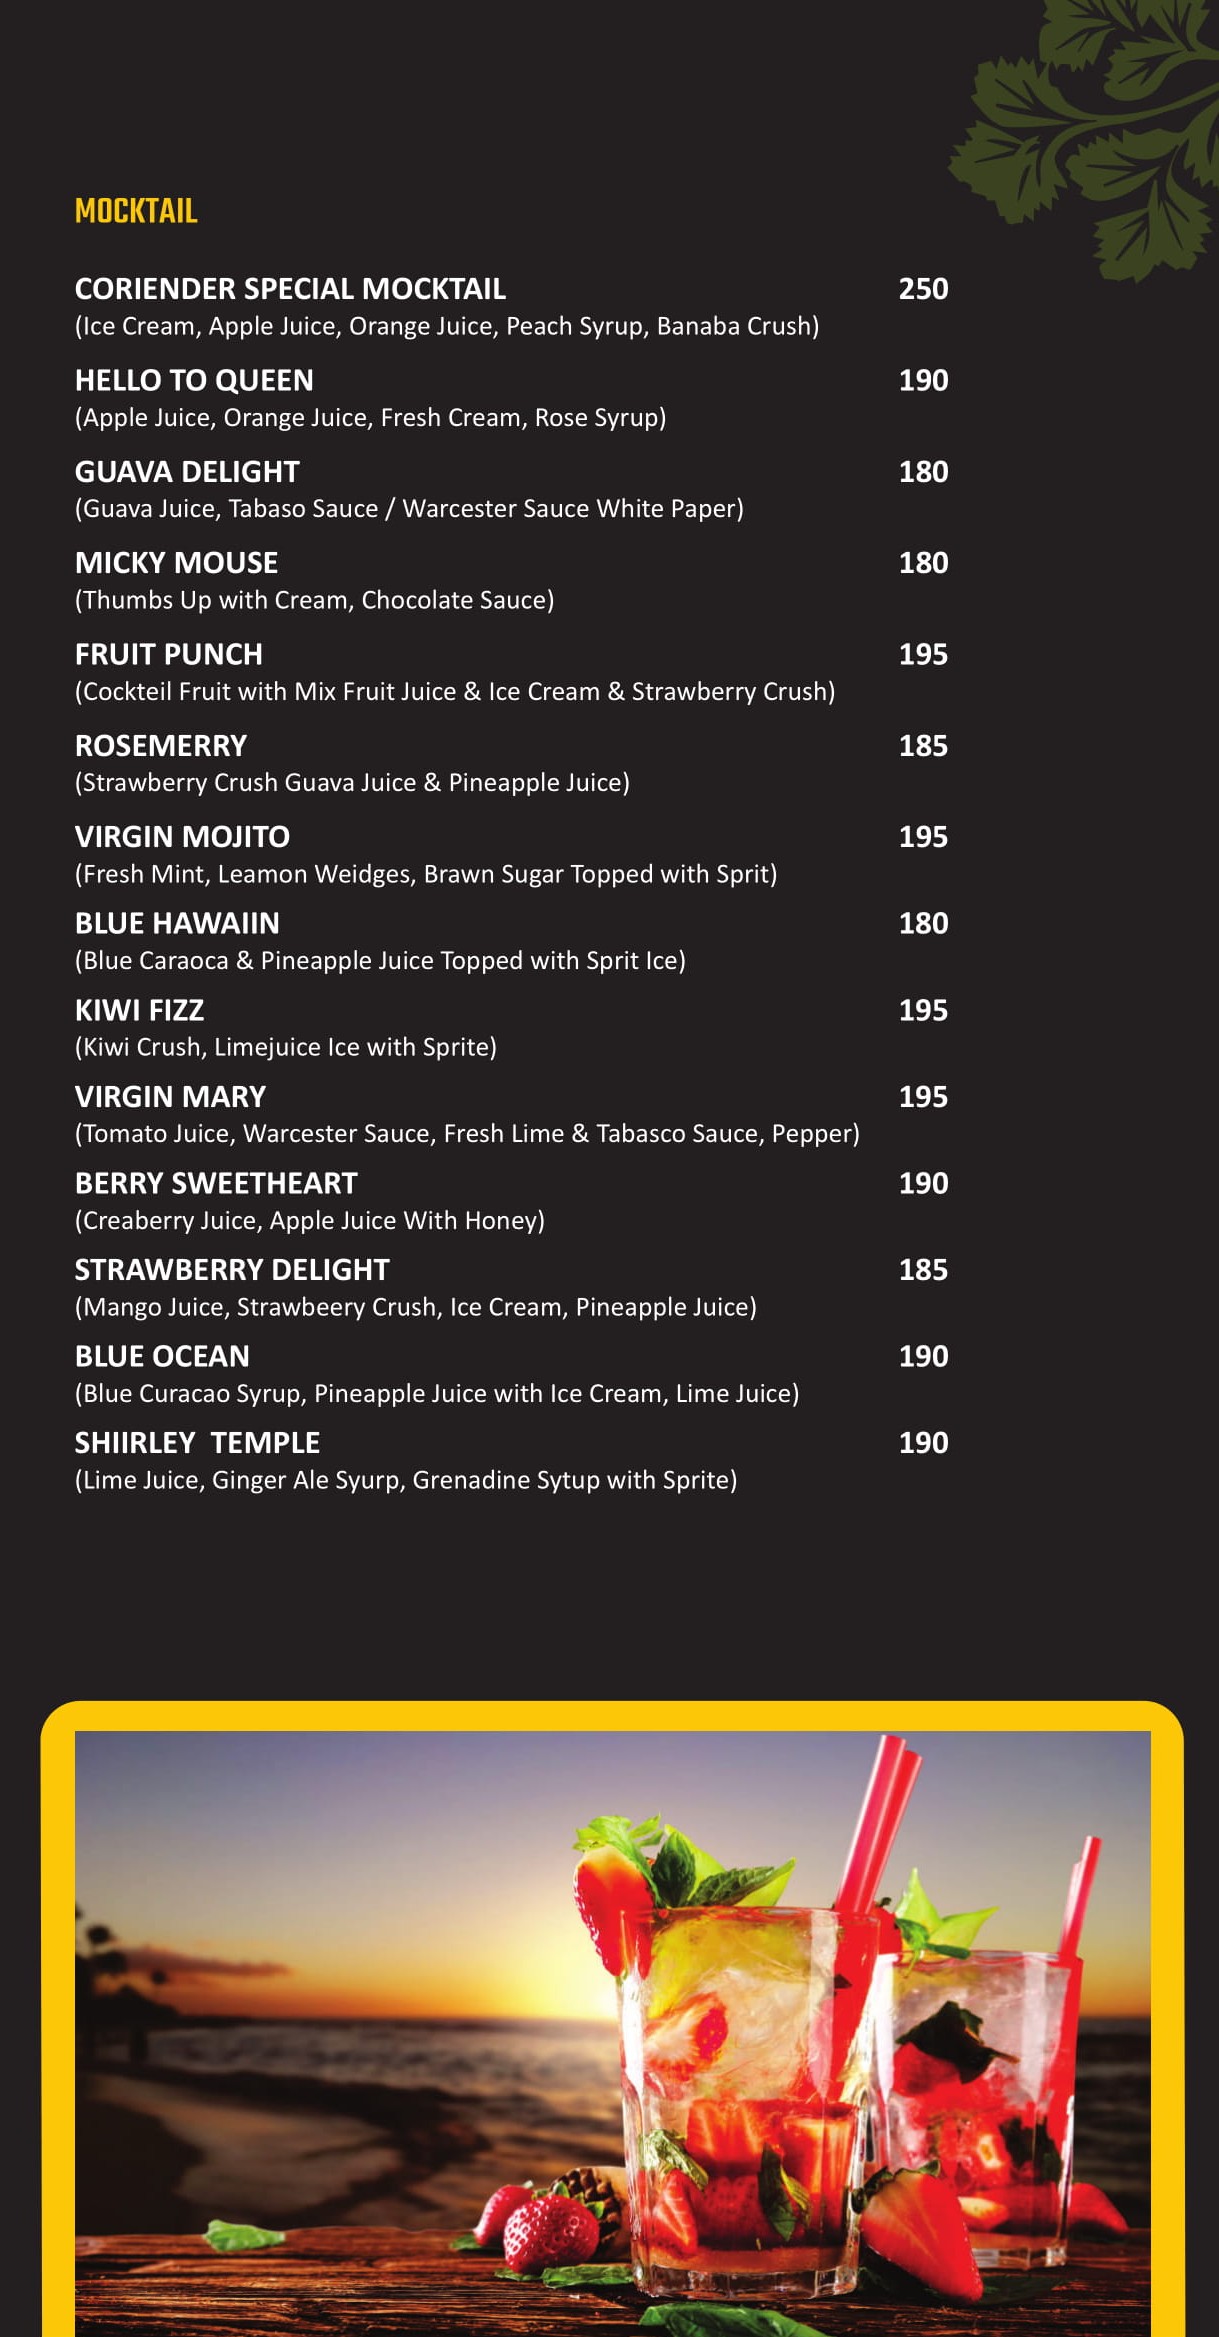 MOCKTAIL
CORIENDER SPECIAL MOCKTAIL 250
(Ice Cream, Apple Juice, Orange Juice, Peach Syrup, Banaba Crush)
HELLO TO QUEEN 190
(Apple Juice, Orange Juice, Fresh Cream, Rose Syrup)
GUAVA DELIGHT 180
(Guava Juice, Tabaso Sauce / Warcester Sauce White Paper)
MICKY MOUSE 180
(Thumbs Up with Cream, Chocolate Sauce)
FRUIT PUNCH 195
(Cockteil Fruit with Mix Fruit Juice & Ice Cream & Strawberry Crush)
ROSEMERRY 185
(Strawberry Crush Guava Juice & Pineapple Juice)
VIRGIN MOJITO 195
(Fresh Mint, Leamon Weidges, Brawn Sugar Topped with Sprit)
BLUE HAWAIIN 180
(Blue Caraoca & Pineapple Juice Topped with Sprit Ice)
KIWI FIZZ 195
(Kiwi Crush, Limejuice Ice with Sprite)
VIRGIN MARY 195
(Tomato Juice, Warcester Sauce, Fresh Lime & Tabasco Sauce, Pepper)
BERRY SWEETHEART 190
(Creaberry Juice, Apple Juice With Honey)
STRAWBERRY DELIGHT 185
(Mango Juice, Strawbeery Crush, Ice Cream, Pineapple Juice)
BLUE OCEAN 190
(Blue Curacao Syrup, Pineapple Juice with Ice Cream, Lime Juice)
SHIIRLEY TEMPLE 190
(Lime Juice, Ginger Ale Syurp, Grenadine Sytup with Sprite)